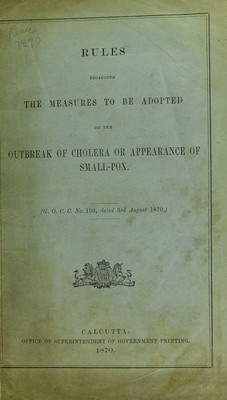 RULES
REGARDING
THE MEASURES TO BE ADOPTED
ON THE
OUTBREAK OF CHOLERA OR APPEARANCE OF
SMALL-POX.
(G. O. C. C. No. 193, dated 3rd August 1870.)
CALCUTTA:
OFFICE OF SUPERINTENDENT OF GOVERNMENT PRINTING.
1870.